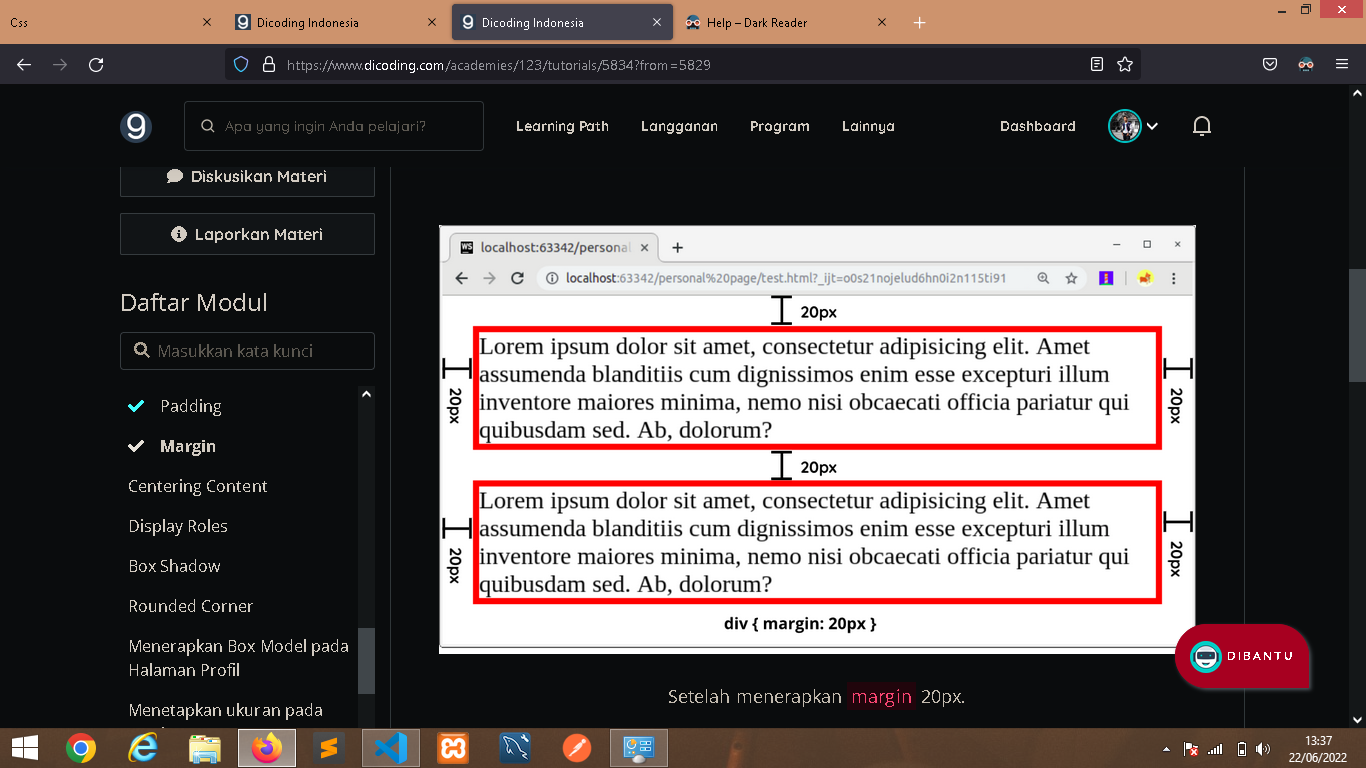 Css
Dicoding Indonesia
Dicoding Indonesia
Help – Dark Reader
https://www.dicoding.com/academies/123/tutorials/5834?from=5829
Apa yang ingin Anda pelajari?
Learning Path
Langganan
Program
Lainnya
Dashboard
Diskusikan Materi
Laporkan Materi
Daftar Modul
Masukkan kata kunci
Padding
Margin
Centering Content
Display Roles
Box Shadow
Rounded Corner
Menerapkan Box Model pada
Halaman Profil
Menetapkan ukuran pada
WS localhost:63342/personal
localhost:63342/personal%20page/test.html?_ijt=o0s21nojelud6hn0i2n115ti91
20px
Lorem ipsum dolor sit amet, consectetur adipisicing elit. Amet
assumenda blanditiis cum dignissimos enim esse excepturi illum
inventore maiores minima, nemo nisi obcaecati officia pariatur qui
quibusdam sed. Ab, dolorum?
20px
20px
20px
Lorem ipsum dolor sit amet, consectetur adipisicing elit. Amet
assumenda blanditiis cum dignissimos enim esse excepturi illum
inventore maiores minima, nemo nisi obcaecati officia pariatur qui
quibusdam sed. Ab, dolorum?
20px
20px
div { margin: 20px }
DIBANTU
Setelah menerapkan margin 20px.
13:37
22/06/2022